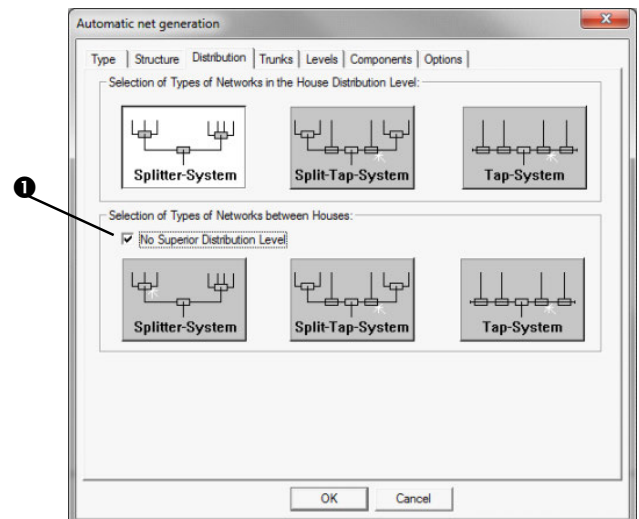 Automatic net generation
Type Structure Distribution Trunks Levels Components Options
Selection of Types of Networks in the House Distribution Level:
Splitter-System Split-Tap-System Tap-System
❶
Selection of Types of Networks between Houses:
No Superior Distribution Level
Splitter-System Split-Tap-System Tap-System
OK Cancel